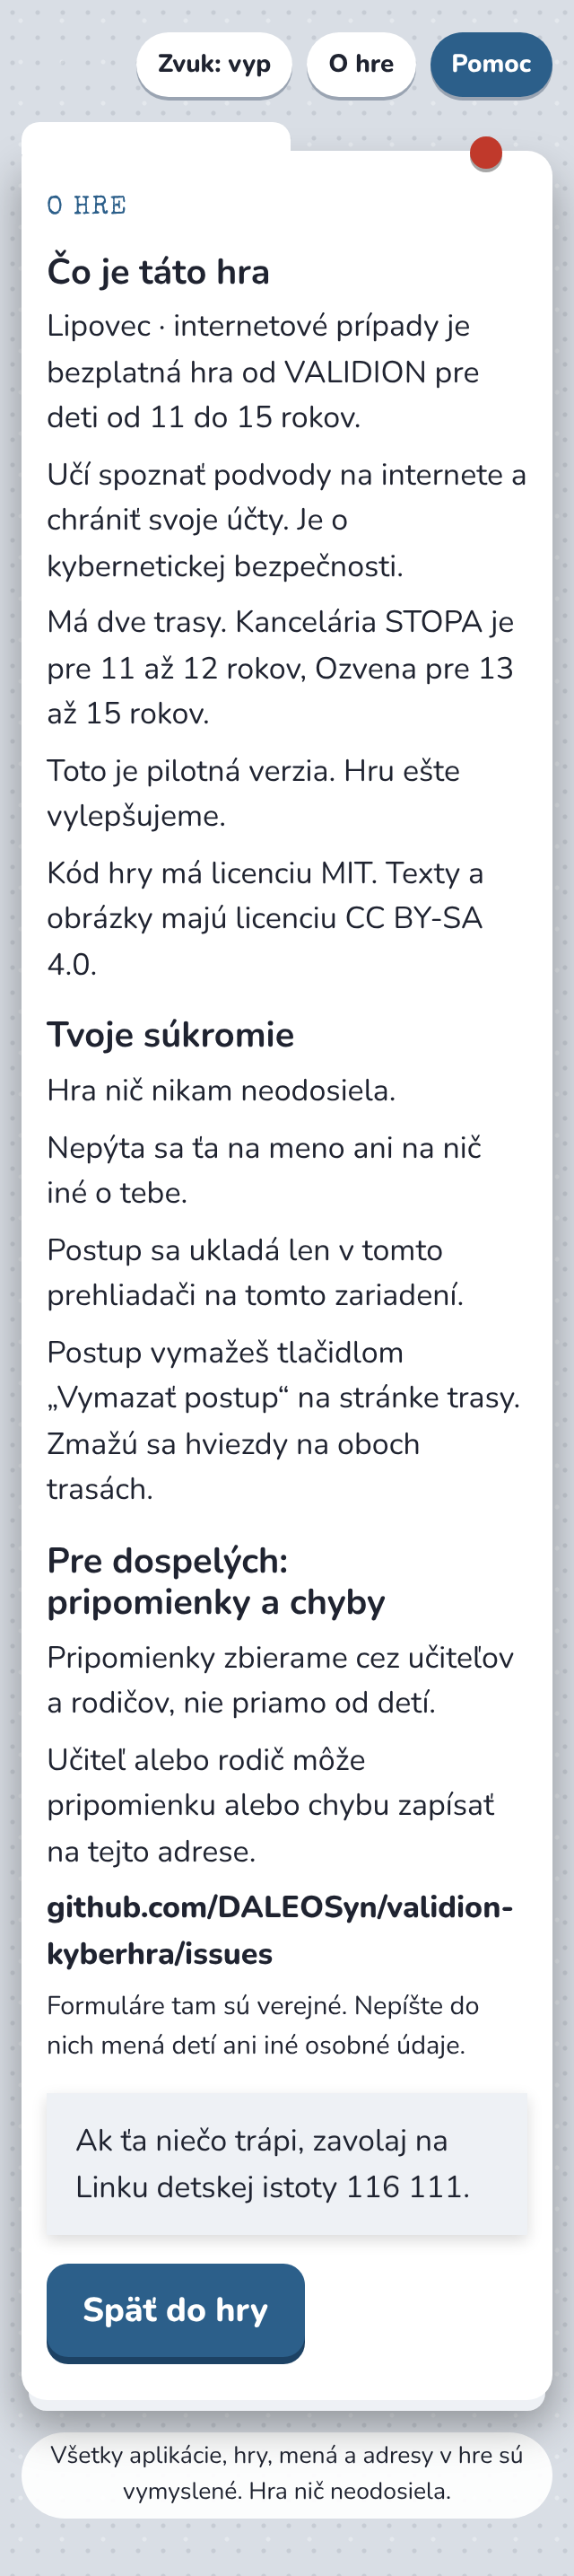 Zvuk: vyp
O hre
Pomoc
O HRE
Čo je táto hra
Lipovec · internetové prípady je
bezplatná hra od VALIDION pre
deti od 11 do 15 rokov.
Učí spoznať podvody na internete a
chrániť svoje účty. Je o
kybernetickej bezpečnosti.
Má dve trasy. Kancelária STOPA je
pre 11 až 12 rokov, Ozvena pre 13
až 15 rokov.
Toto je pilotná verzia. Hru ešte
vylepšujeme.
Kód hry má licenciu MIT. Texty a
obrázky majú licenciu CC BY-SA
4.0.
Tvoje súkromie
Hra nič nikam neodosiela.
Nepýta sa ťa na meno ani na nič
iné o tebe.
Postup sa ukladá len v tomto
prehliadači na tomto zariadení.
Postup vymažeš tlačidlom
„Vymazať postup“ na stránke trasy.
Zmažú sa hviezdy na oboch
trasách.
Pre dospelých:
pripomienky a chyby
Pripomienky zbierame cez učiteľov
a rodičov, nie priamo od detí.
Učiteľ alebo rodič môže
pripomienku alebo chybu zapísať
na tejto adrese.
github.com/DALEOSyn/validion-
kyberhra/issues
Formuláre tam sú verejné. Nepíšte do
nich mená detí ani iné osobné údaje.
Ak ťa niečo trápi, zavolaj na
Linku detskej istoty 116 111.
Späť do hry
Všetky aplikácie, hry, mená a adresy v hre sú
vymyslené. Hra nič neodosiela.